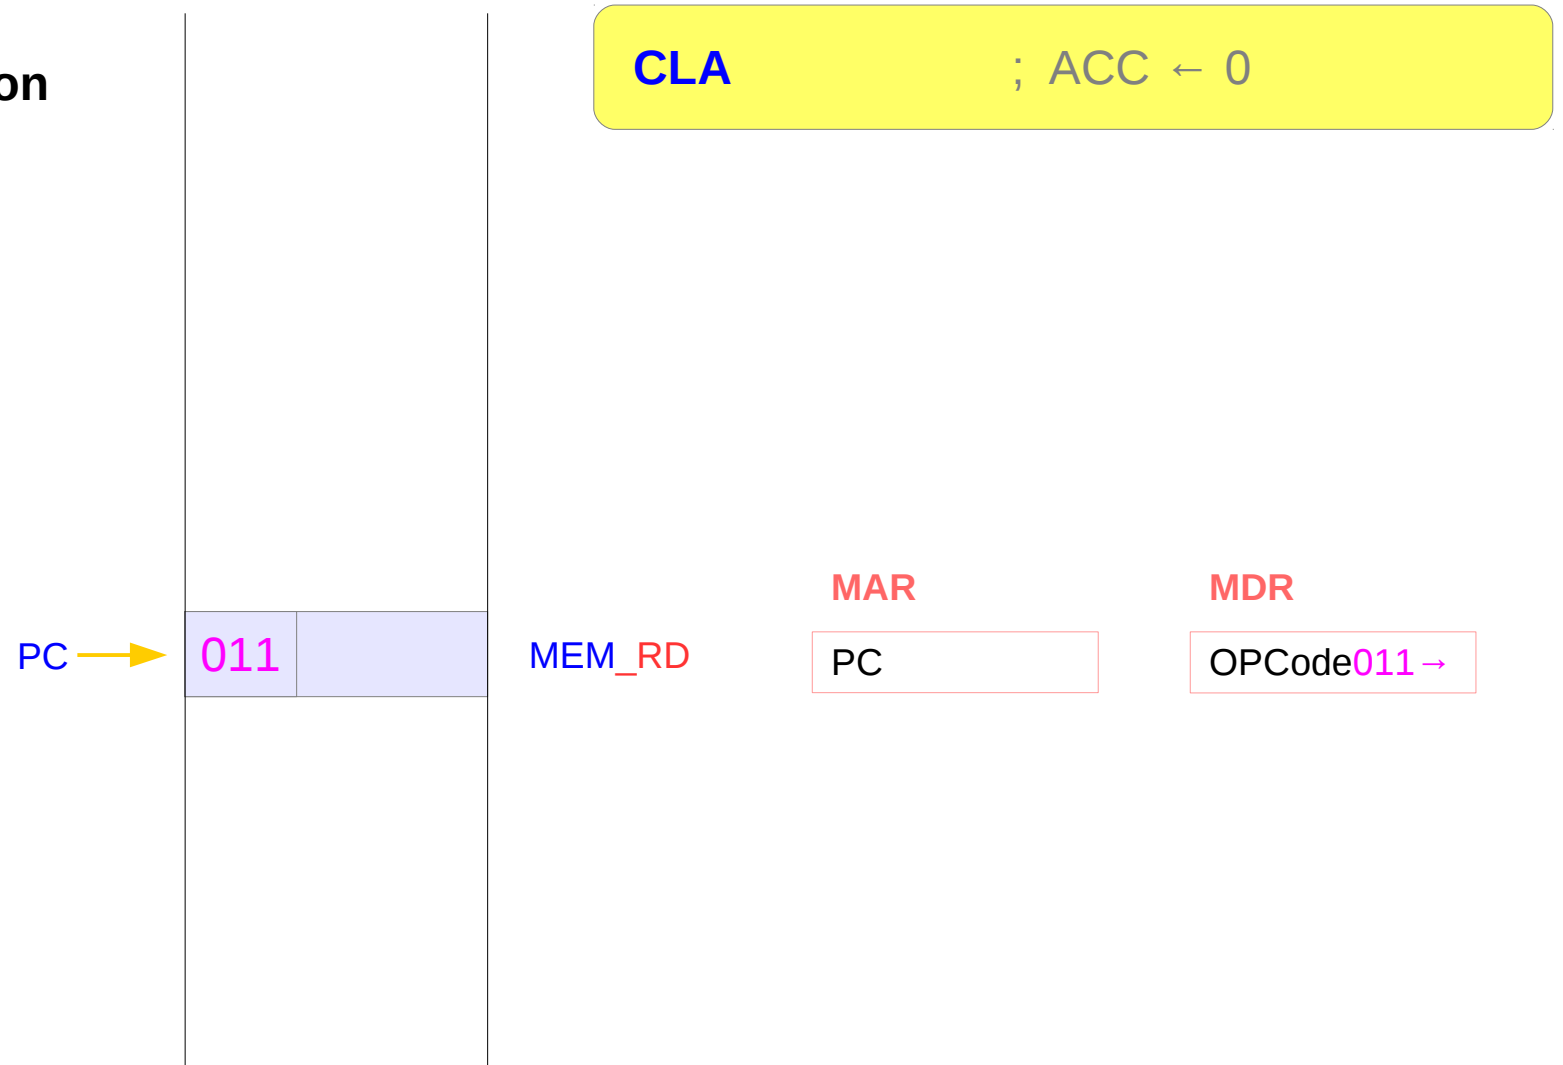 on
CLA ; ACC ← 0
MAR MDR
PC 011 MEM_RD PC OPCode011→